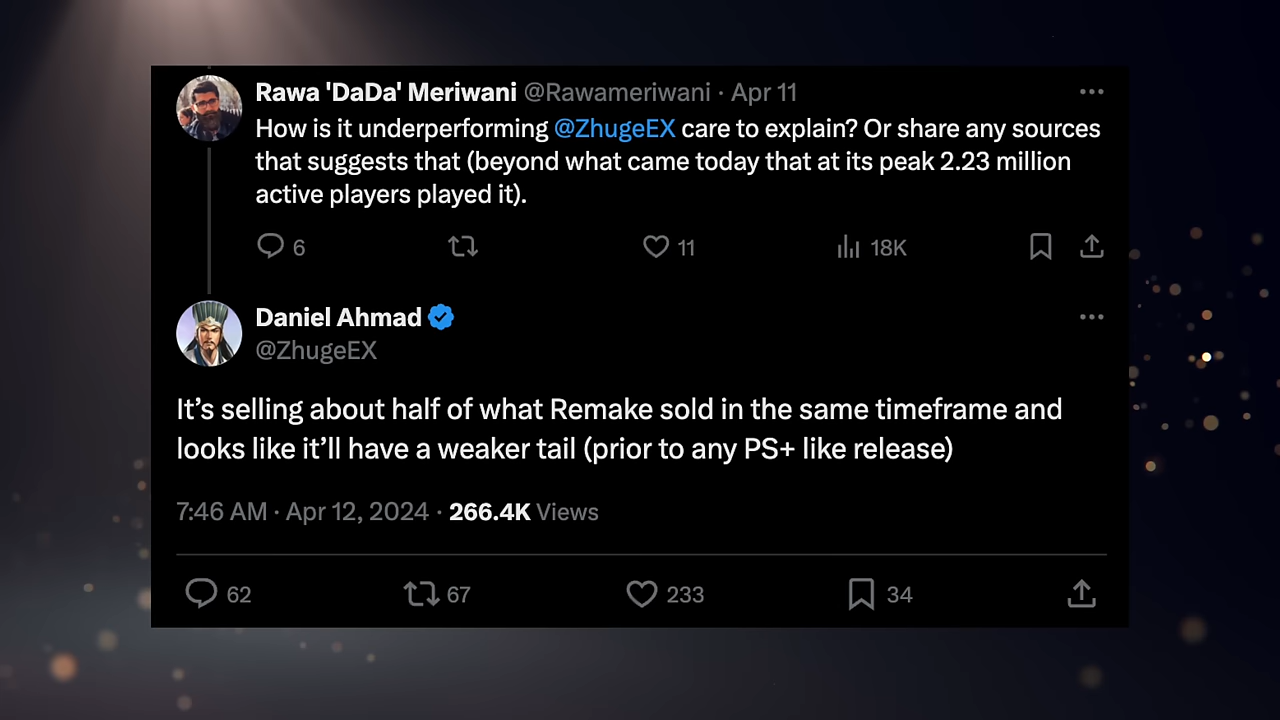 Rawa 'DaDa' Meriwani @Rawameriwani · Apr 11
How is it underperforming @ZhugeEX care to explain? Or share any sources
that suggests that (beyond what came today that at its peak 2.23 million
active players played it).
6 11 18K
Daniel Ahmad
@ZhugeEX
It’s selling about half of what Remake sold in the same timeframe and
looks like it’ll have a weaker tail (prior to any PS+ like release)
7:46 AM · Apr 12, 2024 · 266.4K Views
62 67 233 34